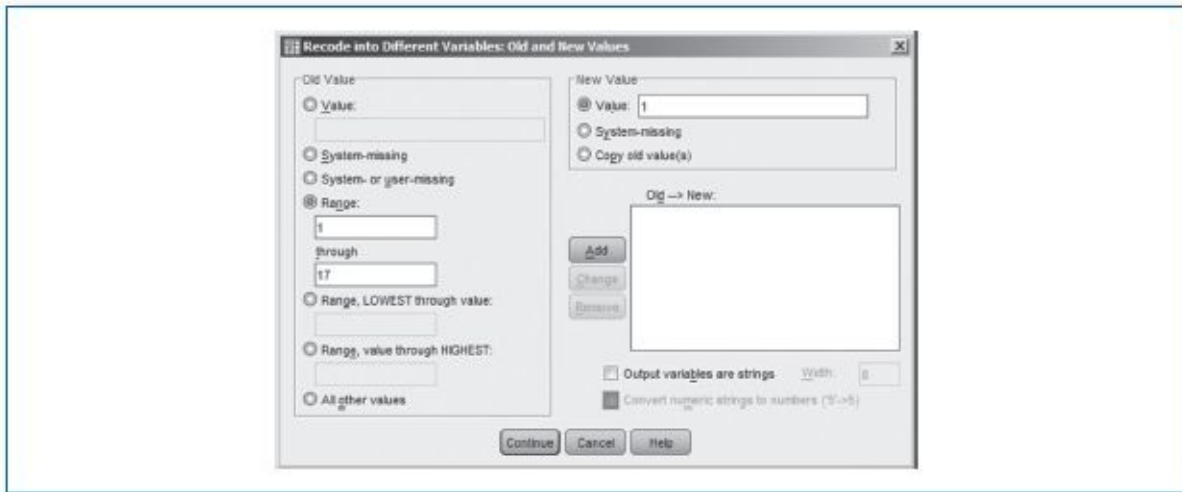 Recode into Different Variables: Old and New Values
Old Value
Value:
System-missing
System- or user-missing
Range:
1
through
17
Range, LOWEST through value:
Range, value through HIGHEST:
All other values
New Value
Value: 1
System-missing
Copy old value(s)
Old --> New:
Add
Change
Remove
Output variables are strings Width: 8
Convert numeric strings to numbers ('5'->5)
Continue Cancel Help